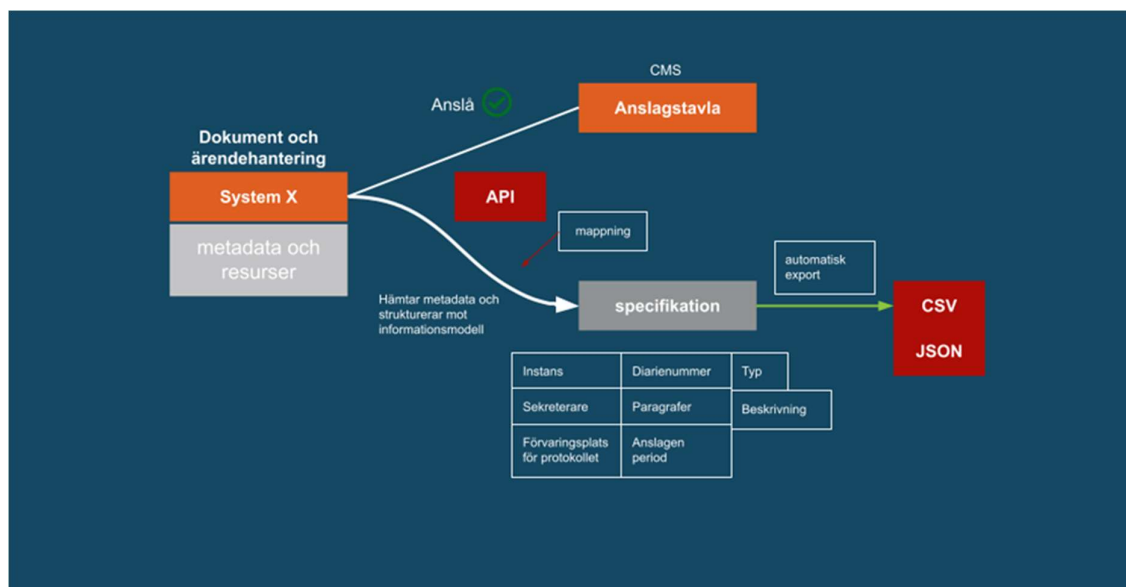 CMS
Anslå
Anslagstavla
Dokument och
ärendehantering
System X
API
metadata och
resurser
mappning
automatisk
export
Hämtar metadata och
strukturerar mot
informationsmodell
specifikation
CSV
JSON
Instans
Diarienummer
Typ
Sekreterare
Paragrafer
Beskrivning
Förvaringsplats
för protokollet
Anslagen
period